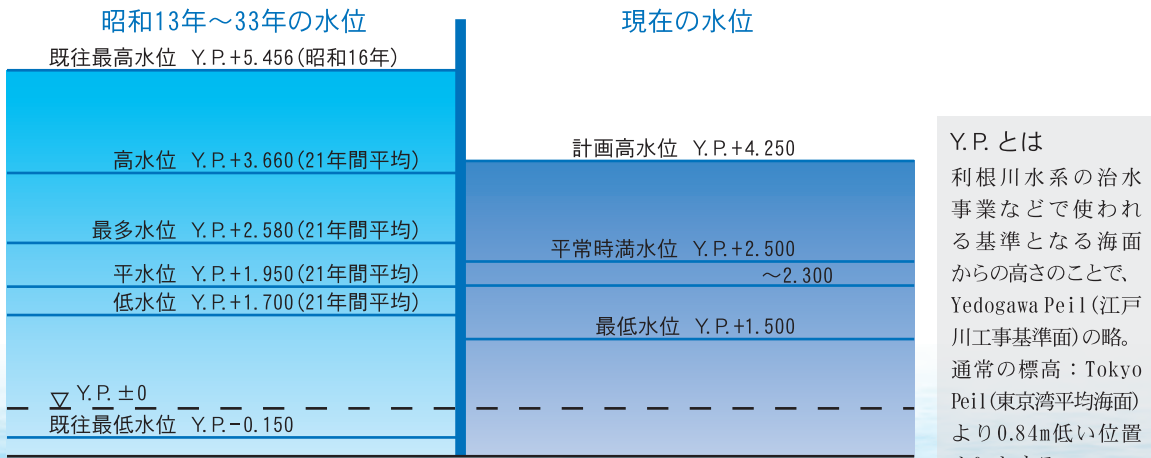 昭和13年～33年の水位
既往最高水位 Y.P.+5.456(昭和16年)
高水位 Y.P.+3.660(21年間平均)
最多水位 Y.P.+2.580(21年間平均)
平水位 Y.P.+1.950(21年間平均)
低水位 Y.P.+1.700(21年間平均)
▽ Y.P.±0
既往最低水位 Y.P.-0.150
現在の水位
計画高水位 Y.P.+4.250
平常時満水位 Y.P.+2.500
～2.300
最低水位 Y.P.+1.500
Y.P. とは
利根川水系の治水
事業などで使われ
る基準となる海面
からの高さのことで、
Yedogawa Peil(江戸
川工事基準面)の略。
通常の標高：Tokyo
Peil(東京湾平均海面)
より0.84m低い位置